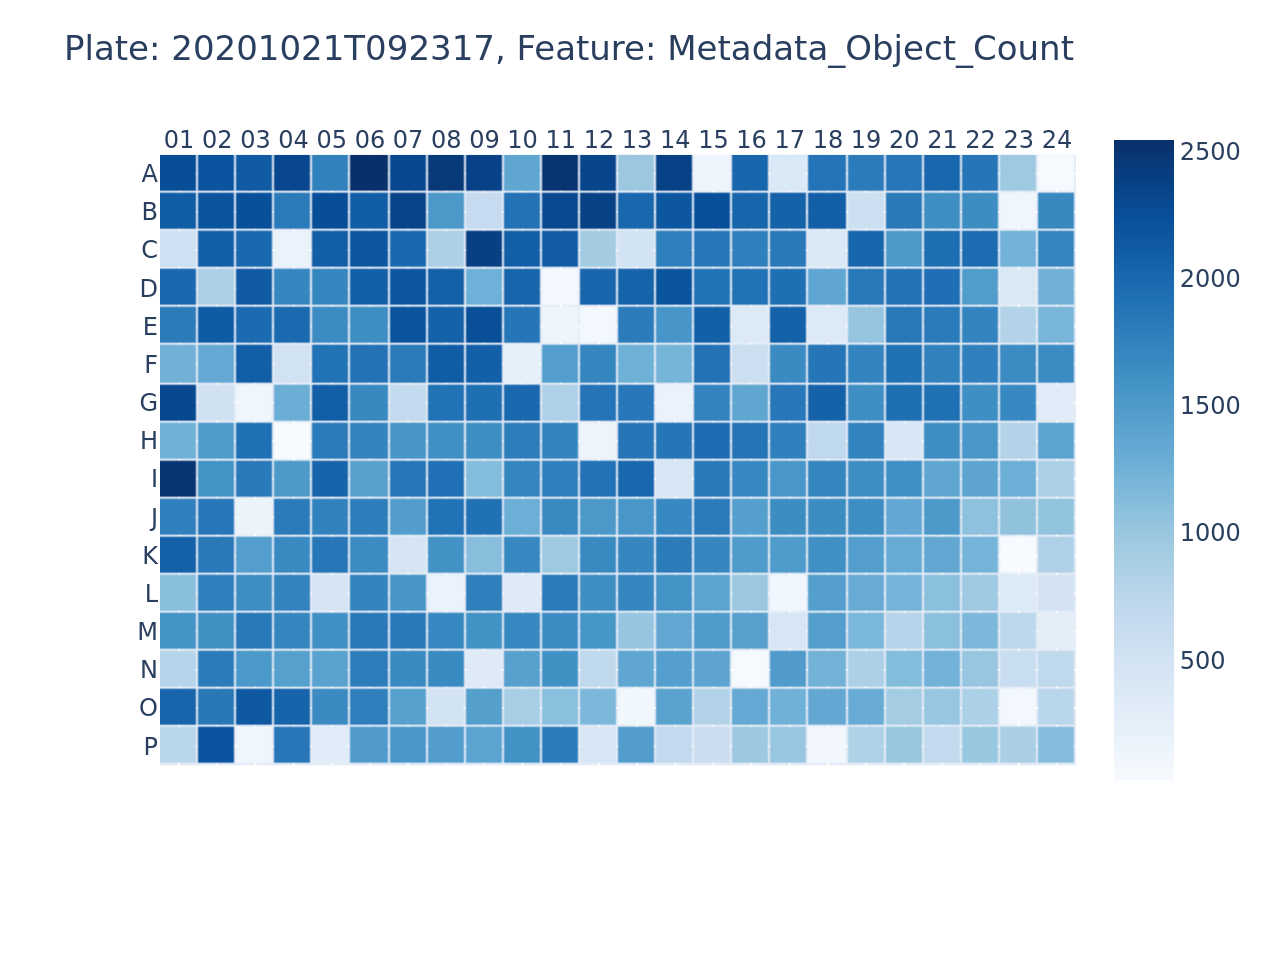 Plate: 20201021T092317, Feature: Metadata_Object_Count
01 02 03 04 05 06 07 08 09 10 11 12 13 14 15 16 17 18 19 20 21 22 23 24
A
B
C
D
E
F
G
H
I
J
K
L
M
N
O
P
2500
2000
1500
1000
500